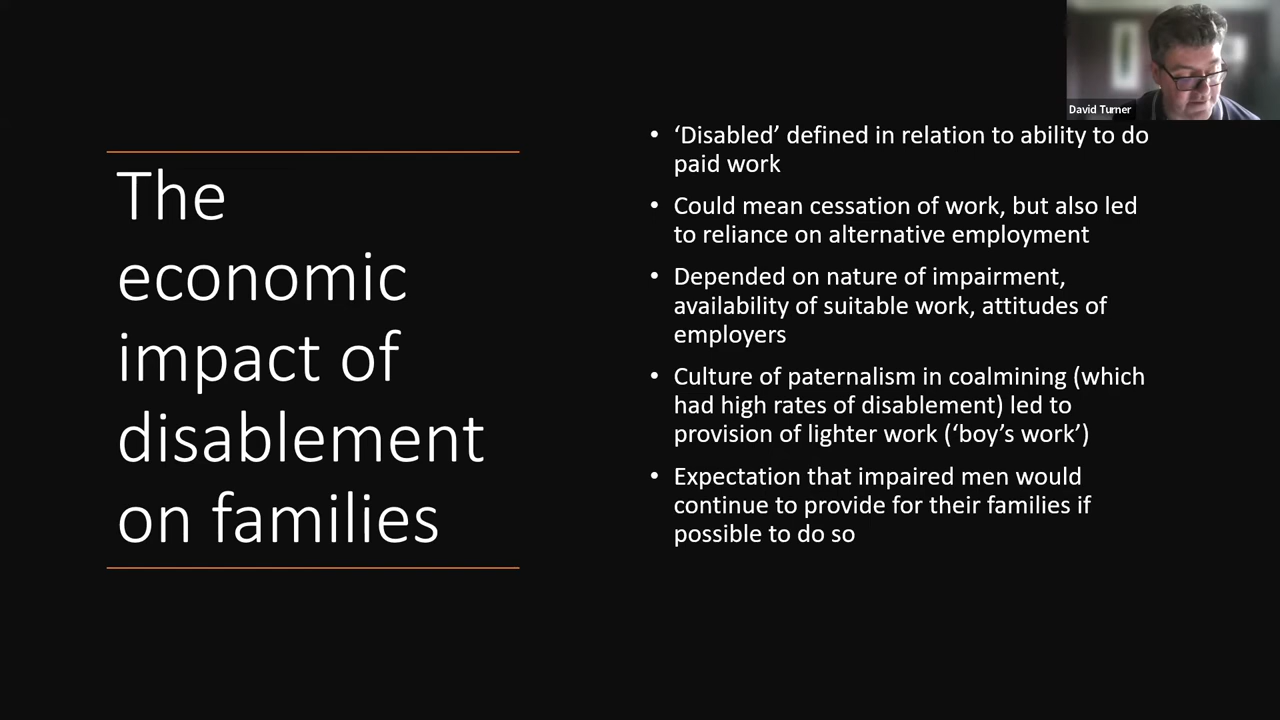 The
economic
impact of
disablement
on families
• ‘Disabled’ defined in relation to ability to do
paid work
• Could mean cessation of work, but also led
to reliance on alternative employment
• Depended on nature of impairment,
availability of suitable work, attitudes of
employers
• Culture of paternalism in coalmining (which
had high rates of disablement) led to
provision of lighter work (‘boy’s work’)
• Expectation that impaired men would
continue to provide for their families if
possible to do so
David Turner